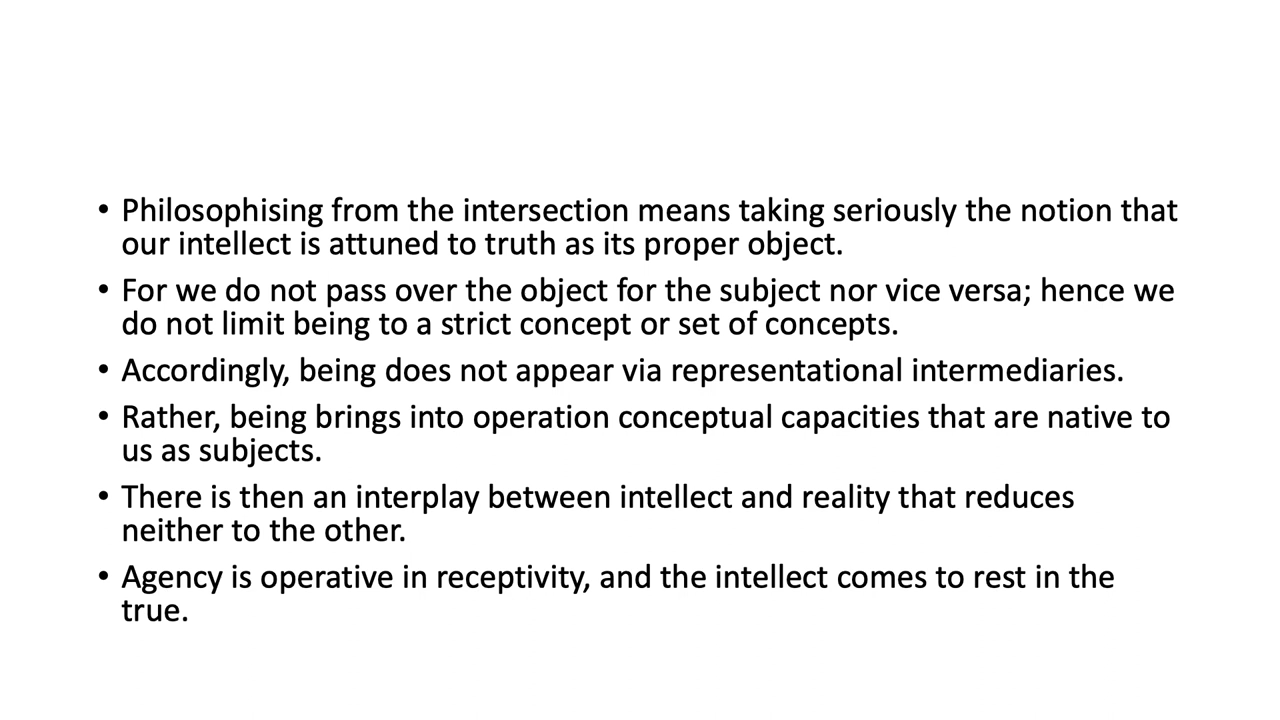 • Philosophising from the intersection means taking seriously the notion that
our intellect is attuned to truth as its proper object.
• For we do not pass over the object for the subject nor vice versa; hence we
do not limit being to a strict concept or set of concepts.
• Accordingly, being does not appear via representational intermediaries.
• Rather, being brings into operation conceptual capacities that are native to
us as subjects.
• There is then an interplay between intellect and reality that reduces
neither to the other.
• Agency is operative in receptivity, and the intellect comes to rest in the
true.